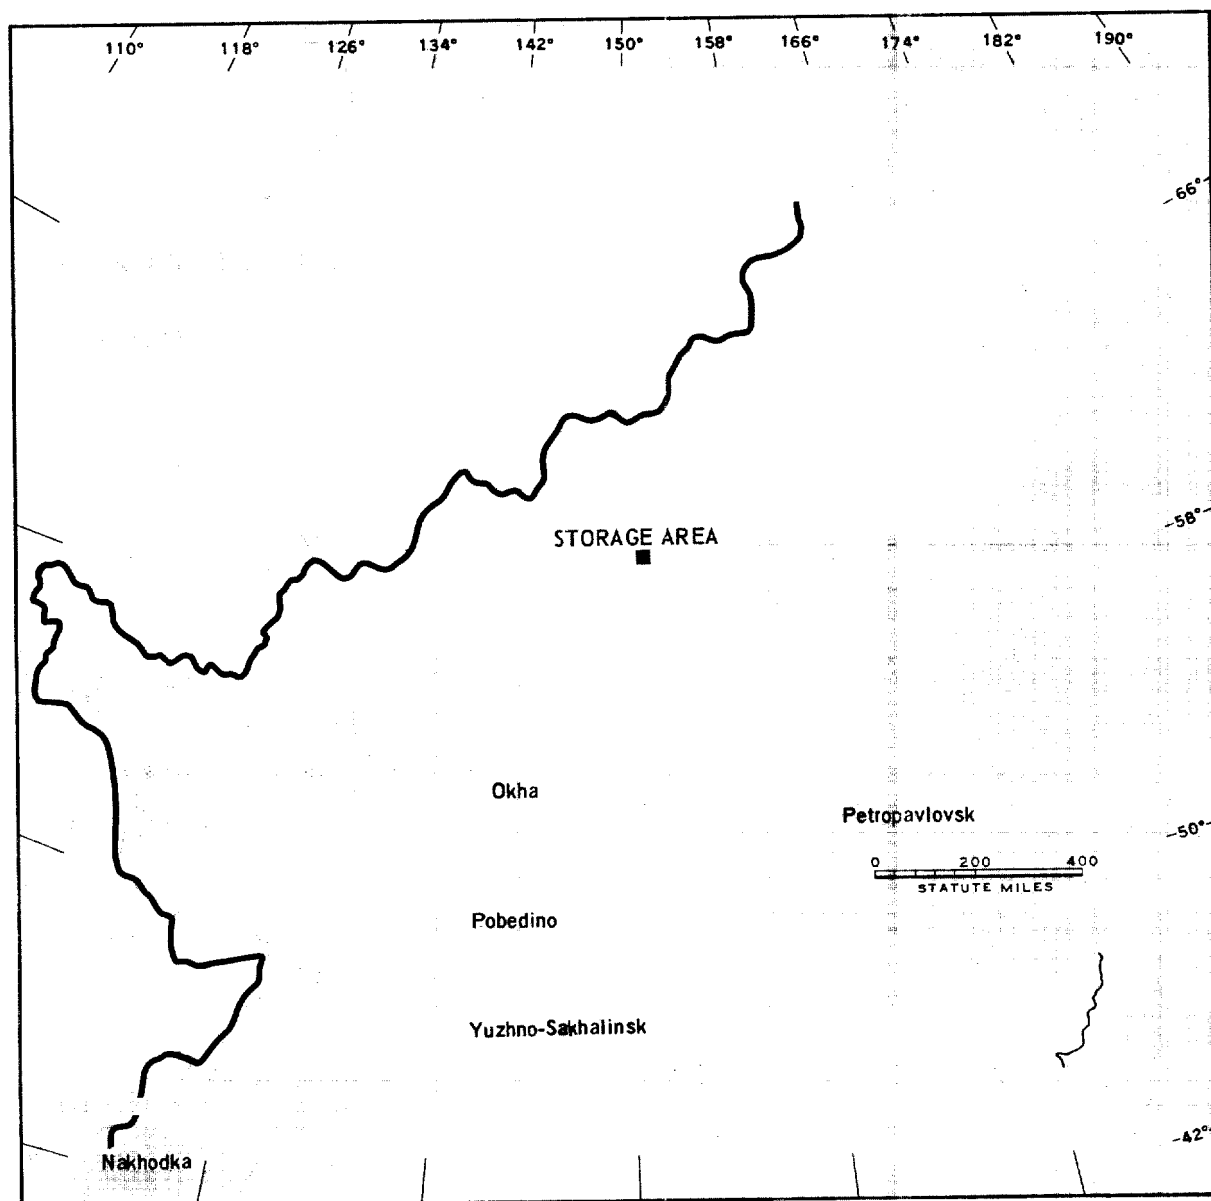 110° 118° 126° 134° 142° 150° 158° 166° 174° 182° 190°
66°
STORAGE AREA
58°
Okha
Petropavlovsk
50°
0 200 400
STATUTE MILES
Pobedino
Yuzhno-Sakhalinsk
42°
Nakhodka